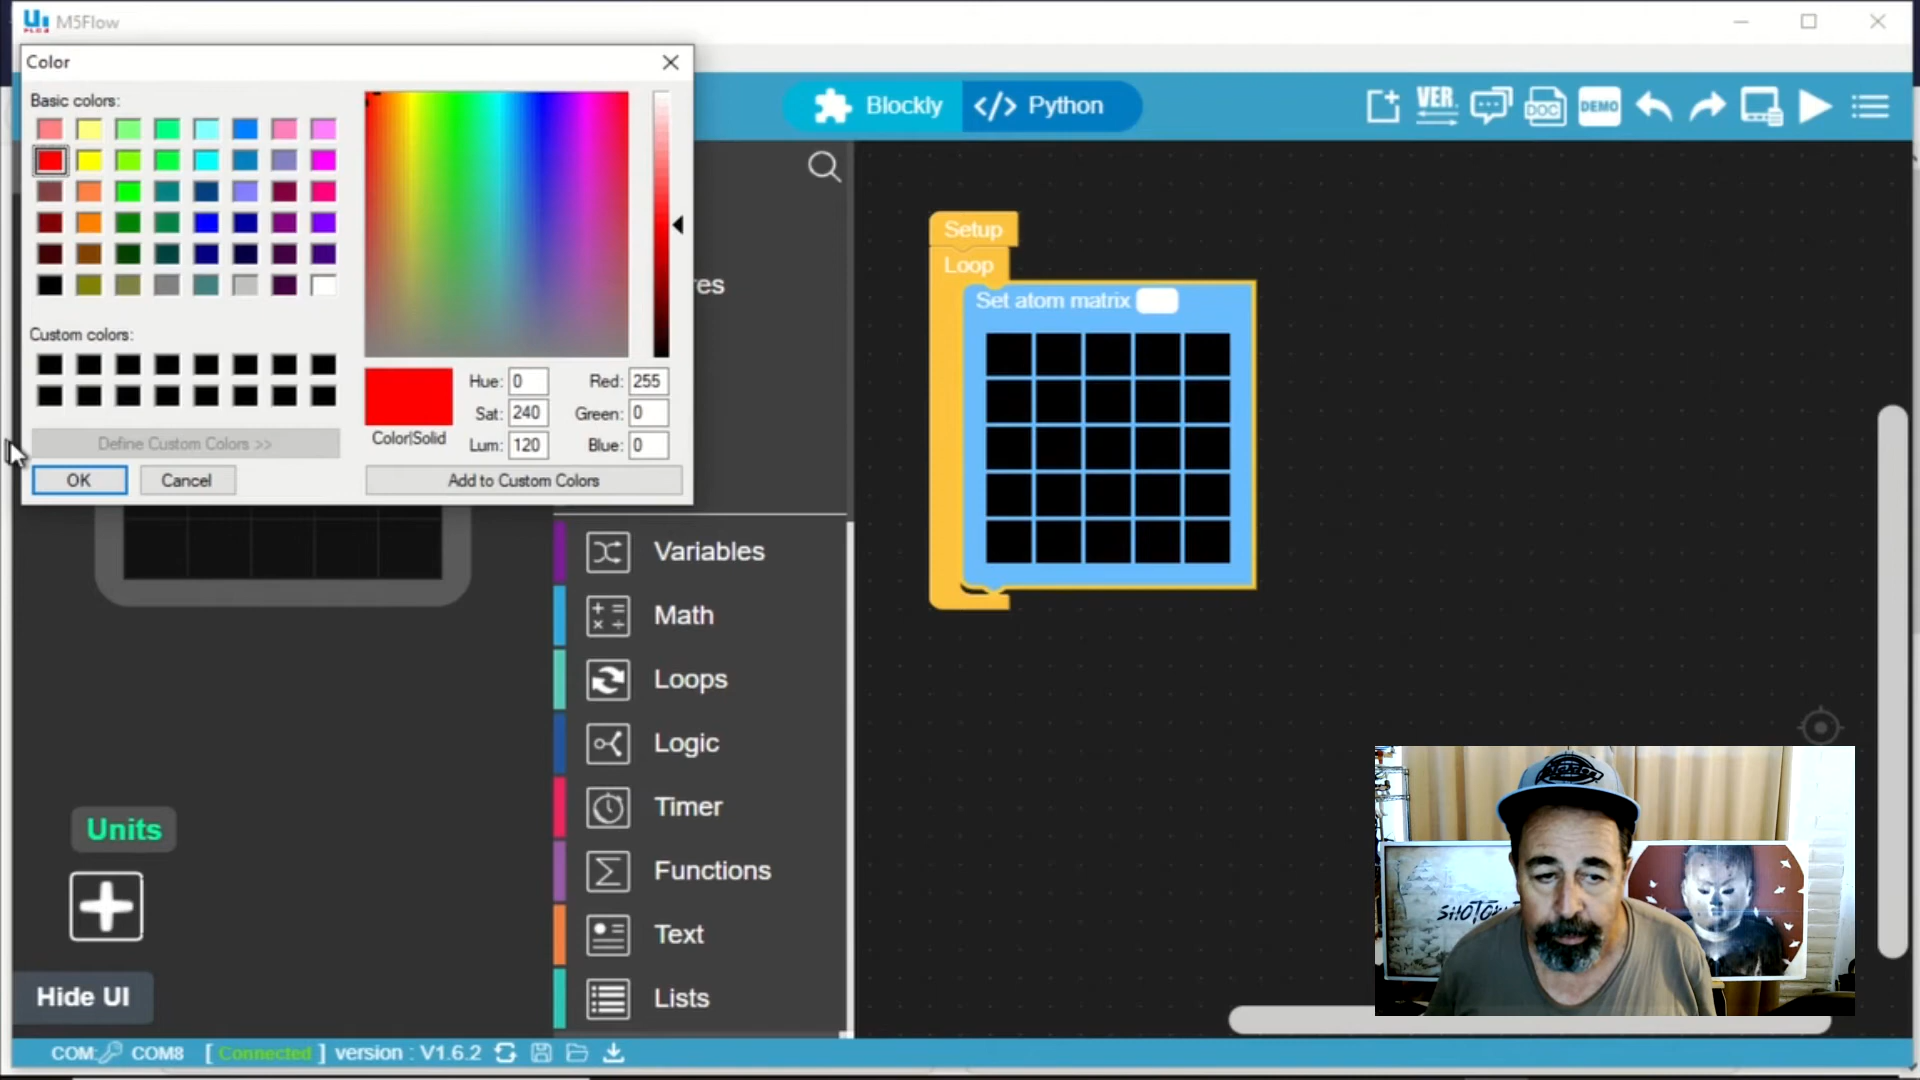 M5Flow
Color
Basic colors:
Custom colors:
Define Custom Colors >>
OK
Cancel
Hue: 0
Red: 255
Sat: 240
Green: 0
Color|Solid
Lum: 120
Blue: 0
Add to Custom Colors
Blockly
</> Python
VER.
DOC
DEMO
res
Setup
Loop
Set atom matrix
Variables
Math
Loops
Logic
Timer
Functions
Text
Lists
Units
Hide UI
COM: COM8 [ Connected ] version : V1.6.2